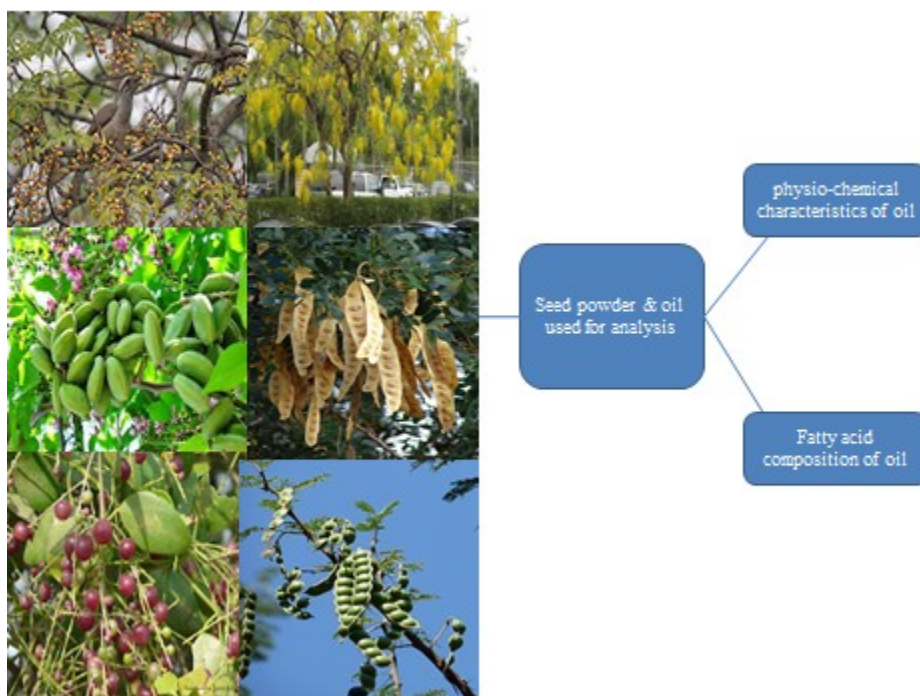 physio-chemical
characteristics of oil
Seed powder & oil
used for analysis
Fatty acid
composition of oil